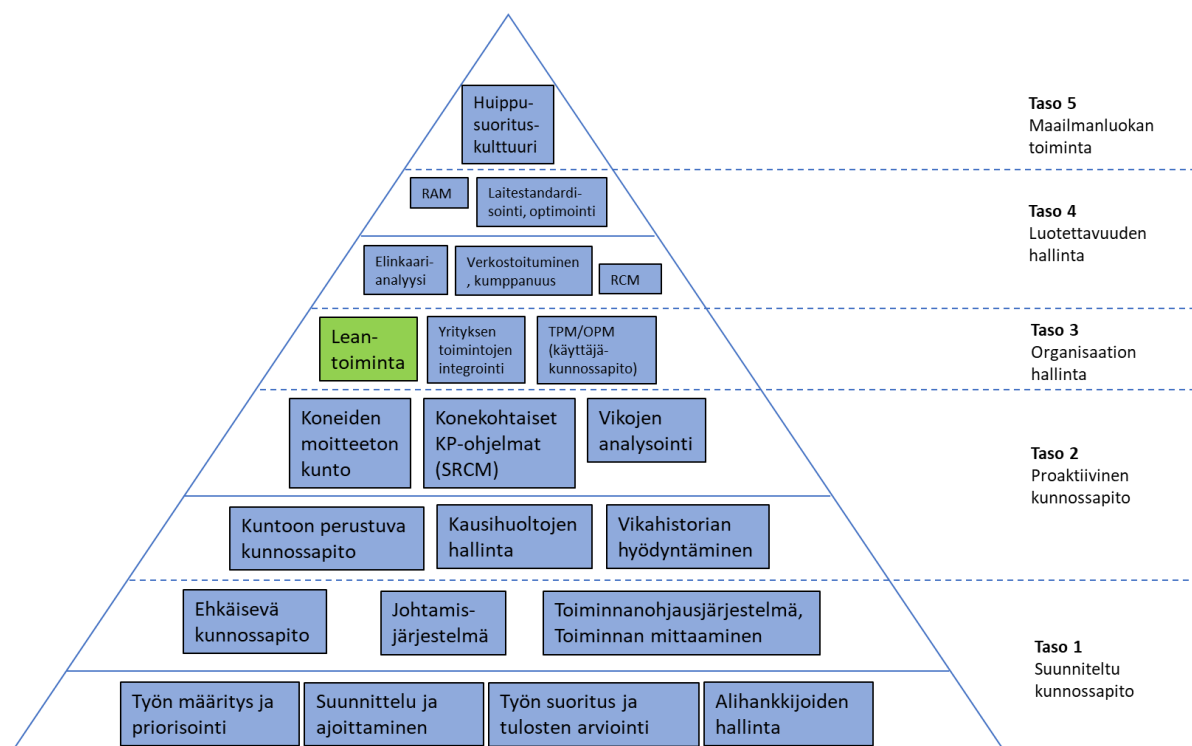 Huippu-
suoritus-
kulttuuri
Taso 5
Maailmanluokan
toiminta
RAM
Laitestandardi-
sointi, optimointi
Elinkaari-
analyysi
Verkostoituminen
, kumppanuus
RCM
Taso 4
Luotettavuuden
hallinta
Lean-
toiminta
Yrityksen
toimintojen
integrointi
TPM/OPM
(käyttäjä-
kunnossapito)
Taso 3
Organisaation
hallinta
Koneiden
moitteeton
kunto
Konekohtaiset
KP-ohjelmat
(SRCM)
Vikojen
analysointi
Kuntoon perustuva
kunnossapito
Kausihuoltojen
hallinta
Vikahistorian
hyödyntäminen
Taso 2
Proaktiivinen
kunnossapito
Ehkäisevä
kunnossapito
Johtamis-
järjestelmä
Toiminnanohjausjärjestelmä,
Toiminnan mittaaminen
Työn määritys ja
priorisointi
Suunnittelu ja
ajoittaminen
Työn suoritus ja
tulosten arviointi
Alihankkijoiden
hallinta
Taso 1
Suunniteltu
kunnossapito